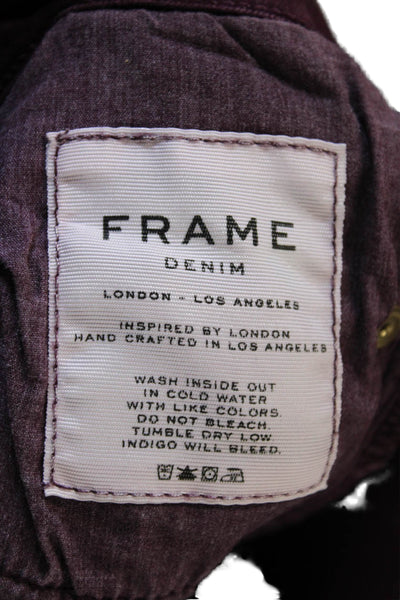 FRAME
DENIM
LONDON - LOS ANGELES
INSPIRED BY LONDON
HAND CRAFTED IN LOS ANGELES
WASH INSIDE OUT
IN COLD WATER
WITH LIKE COLORS.
DO NOT BLEACH.
TUMBLE DRY LOW
INDIGO WILL BLEED.